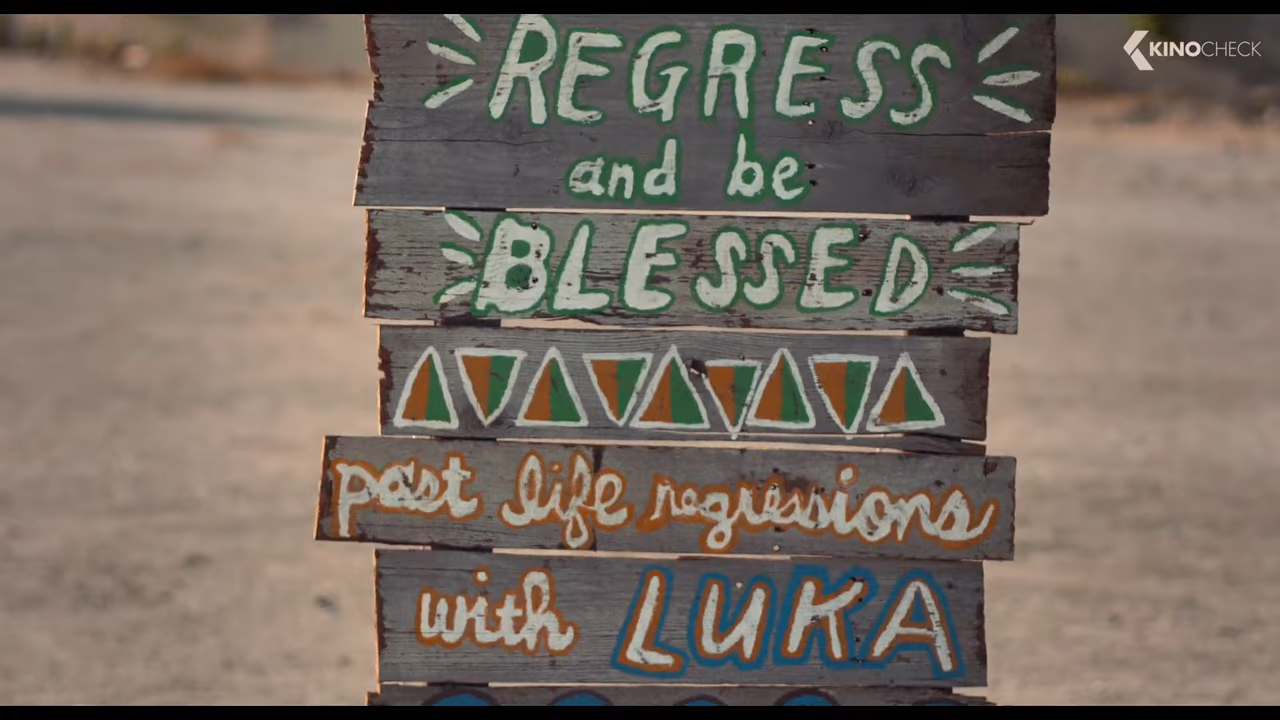 REGRESS
KINOCHECK
and be
BLESSED
past life regressions
with LUKA